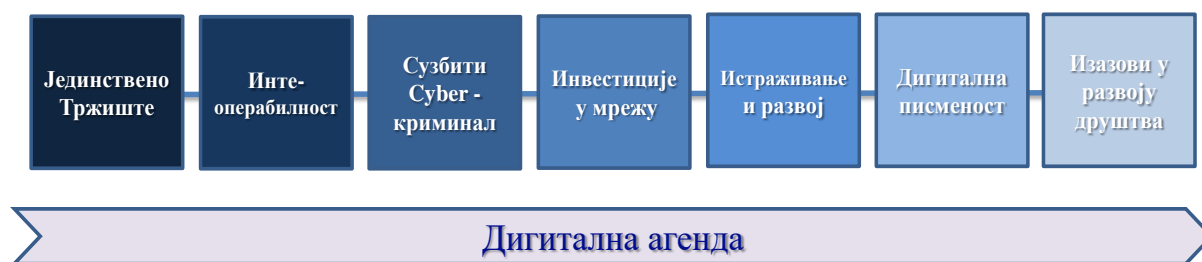 Јединствено
Тржиште
Инте-
операбилност
Сузбити
Cyber -
криминал
Инвестиције
у мрежу
Истраживање
и развој
Дигитална
писменост
Изазови у
развоју
друштва
Дигитална агенда